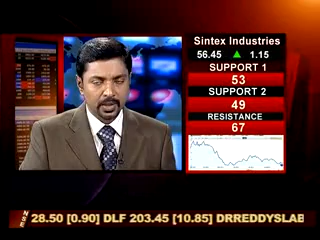 Sintex Industries
56.45 ▲ 1.15
SUPPORT 1
53
SUPPORT 2
49
RESISTANCE
67
NSE 28.50 [0.90] DLF 203.45 [10.85] DRREDDYSLAB